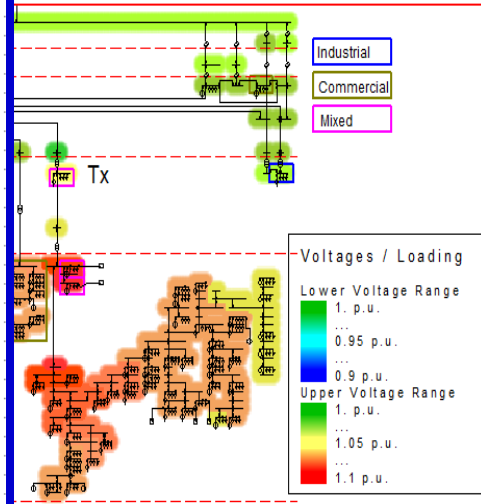 Industrial
Commercial
Mixed
Tx
Voltages / Loading
Lower Voltage Range
1. p.u.
...
0.95 p.u.
...
0.9 p.u.
Upper Voltage Range
1. p.u.
...
1.05 p.u.
...
1.1 p.u.